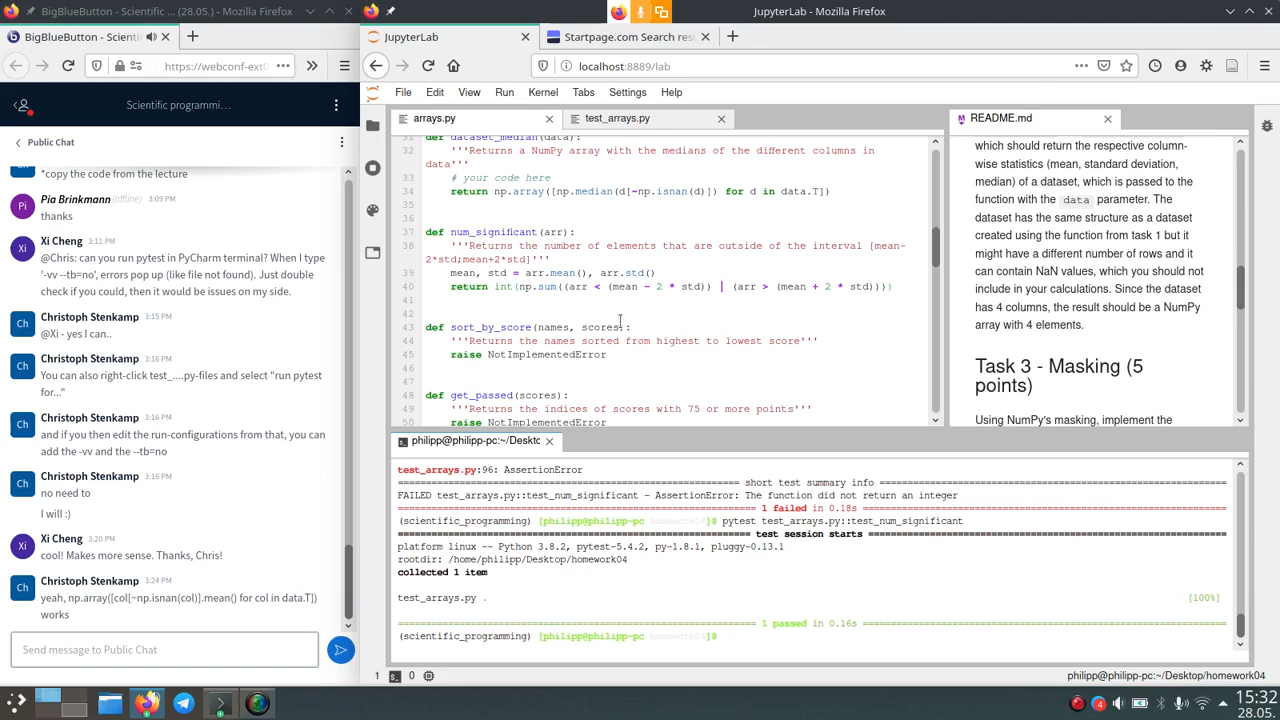 BigBlueButton - Scientific ... (28.05.) - Mozilla Firefox
JupyterLab - Mozilla Firefox
BigBlueButton - Scien
JupyterLab
Startpage.com Search res
https://webconf-ext0
localhost:8889/lab
Scientific programmi…
Public Chat
*copy the code from the lecture
Pi
Pia Brinkmann (offline) 3:09 PM
thanks
Xi
Xi Cheng 3:11 PM
@Chris: can you run pytest in PyCharm terminal? When I type
'-vv --tb=no', errors pop up (like file not found). Just double
check if you could, then it would be issues on my side.
Ch
Christoph Stenkamp 3:15 PM
@Xi - yes I can..
Ch
Christoph Stenkamp 3:16 PM
You can also right-click test_....py-files and select "run pytest
for..."
Ch
Christoph Stenkamp 3:16 PM
and if you then edit the run-configurations from that, you can
add the -vv and the --tb=no
Ch
Christoph Stenkamp 3:16 PM
no need to
I will :)
Xi
Xi Cheng 3:20 PM
cool! Makes more sense. Thanks, Chris!
Ch
Christoph Stenkamp 3:24 PM
yeah, np.array([col[~np.isnan(col)].mean() for col in data.T])
works
Send message to Public Chat
File Edit View Run Kernel Tabs Settings Help
arrays.py
test_arrays.py
31 def dataset_median(data):
32 '''Returns a NumPy array with the medians of the different columns in
data'''
33 # your code here
34 return np.array([np.median(d[~np.isnan(d)]) for d in data.T])
35
36
37 def num_significant(arr):
38 '''Returns the number of elements that are outside of the interval [mean-
2*std;mean+2*std]'''
39 mean, std = arr.mean(), arr.std()
40 return int(np.sum((arr < (mean - 2 * std)) | (arr > (mean + 2 * std))))
41
42
43 def sort_by_score(names, scores):
44 '''Returns the names sorted from highest to lowest score'''
45 raise NotImplementedError
46
47
48 def get_passed(scores):
49 '''Returns the indices of scores with 75 or more points'''
50 raise NotImplementedError
README.md
which should return the respective column-
wise statistics (mean, standard deviation,
median) of a dataset, which is passed to the
function with the data parameter. The
dataset has the same structure as a dataset
created using the function from task 1 but it
might have a different number of rows and it
can contain NaN values, which you should not
include in your calculations. Since the dataset
has 4 columns, the result should be a NumPy
array with 4 elements.
Task 3 - Masking (5
points)
Using NumPy's masking, implement the
philipp@philipp-pc:~/Deskto
test_arrays.py:96: AssertionError
short test summary info
FAILED test_arrays.py::test_num_significant - AssertionError: The function did not return an integer
1 failed in 0.18s
(scientific_programming) [philipp@philipp-pc homework04]$ pytest test_arrays.py::test_num_significant
test session starts
platform linux -- Python 3.8.2, pytest-5.4.2, py-1.8.1, pluggy-0.13.1
rootdir: /home/philipp/Desktop/homework04
collected 1 item
test_arrays.py . [100%]
1 passed in 0.16s
(scientific_programming) [philipp@philipp-pc homework04]$
1 0
philipp@philipp-pc:~/Desktop/homework04
4
15:32
28.05.